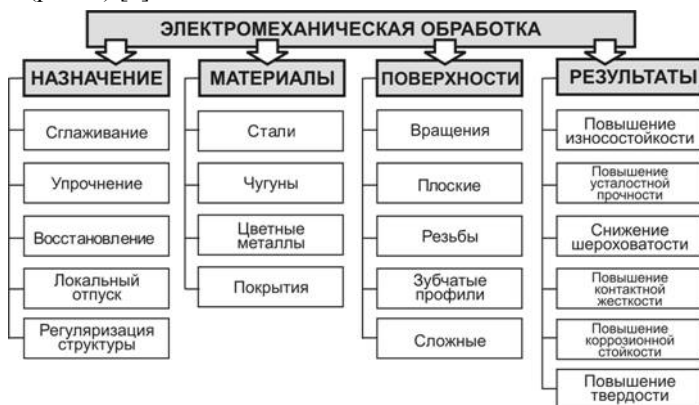 ЭЛЕКТРОМЕХАНИЧЕСКАЯ ОБРАБОТКА
НАЗНАЧЕНИЕ
Сглаживание
Упрочнение
Восстановление
Локальный
отпуск
Регуляризация
структуры
МАТЕРИАЛЫ
Стали
Чугуны
Цветные
металлы
Покрытия
ПОВЕРХНОСТИ
Вращения
Плоские
Резьбы
Зубчатые
профили
Сложные
РЕЗУЛЬТАТЫ
Повышение
износостойкости
Повышение
усталостной
прочности
Снижение
шероховатости
Повышение
контактной
жесткости
Повышение
коррозионной
стойкости
Повышение
твердости